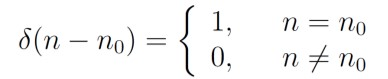 δ(n − n₀) = { 1, n = n₀
0, n ≠ n₀